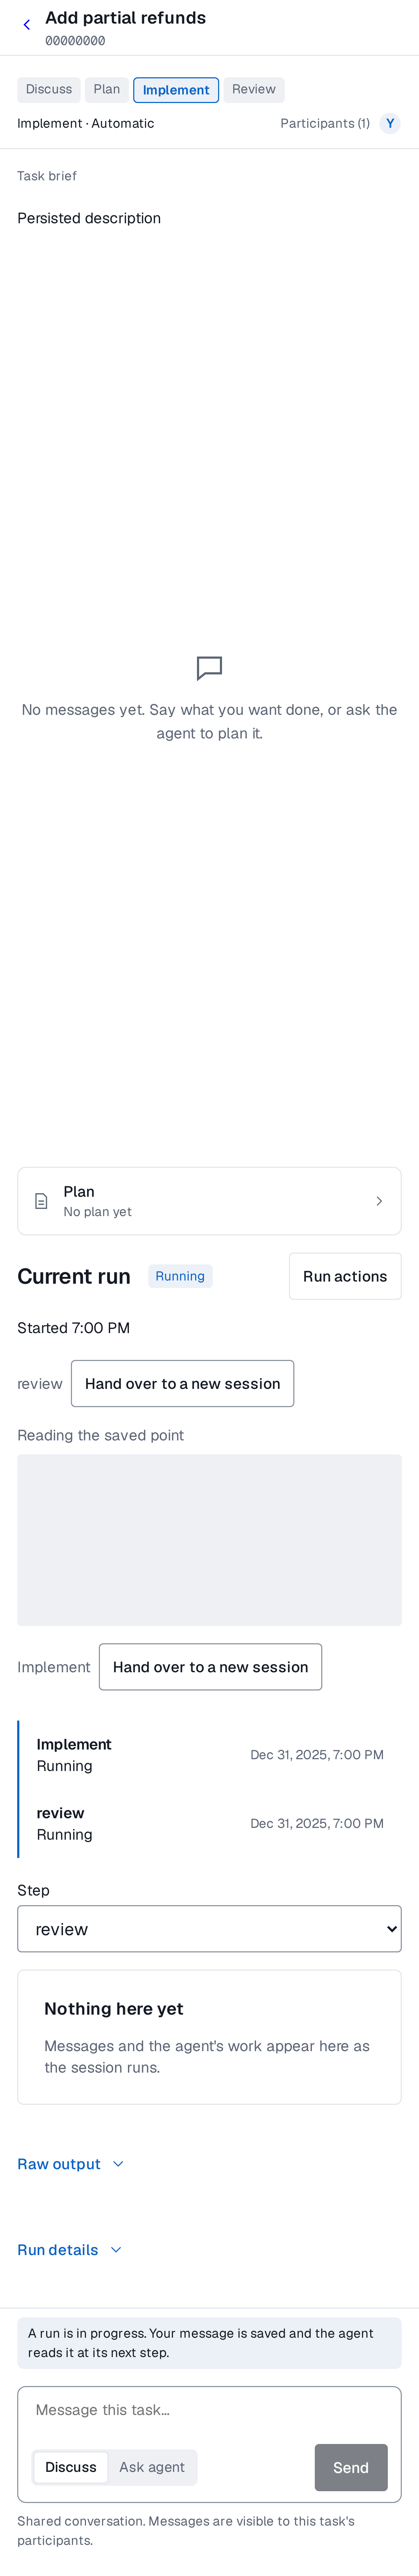 Add partial refunds
00000000
Discuss
Plan
Implement
Review
Implement · Automatic
Participants (1)
Y
Task brief
Persisted description
No messages yet. Say what you want done, or ask the
agent to plan it.
Plan
No plan yet
Current run
Running
Run actions
Started 7:00 PM
review
Hand over to a new session
Reading the saved point
Implement
Hand over to a new session
Implement
Running
Dec 31, 2025, 7:00 PM
review
Running
Dec 31, 2025, 7:00 PM
Step
review
Nothing here yet
Messages and the agent's work appear here as
the session runs.
Raw output
Run details
A run is in progress. Your message is saved and the agent
reads it at its next step.
Message this task...
Discuss
Ask agent
Send
Shared conversation. Messages are visible to this task's
participants.